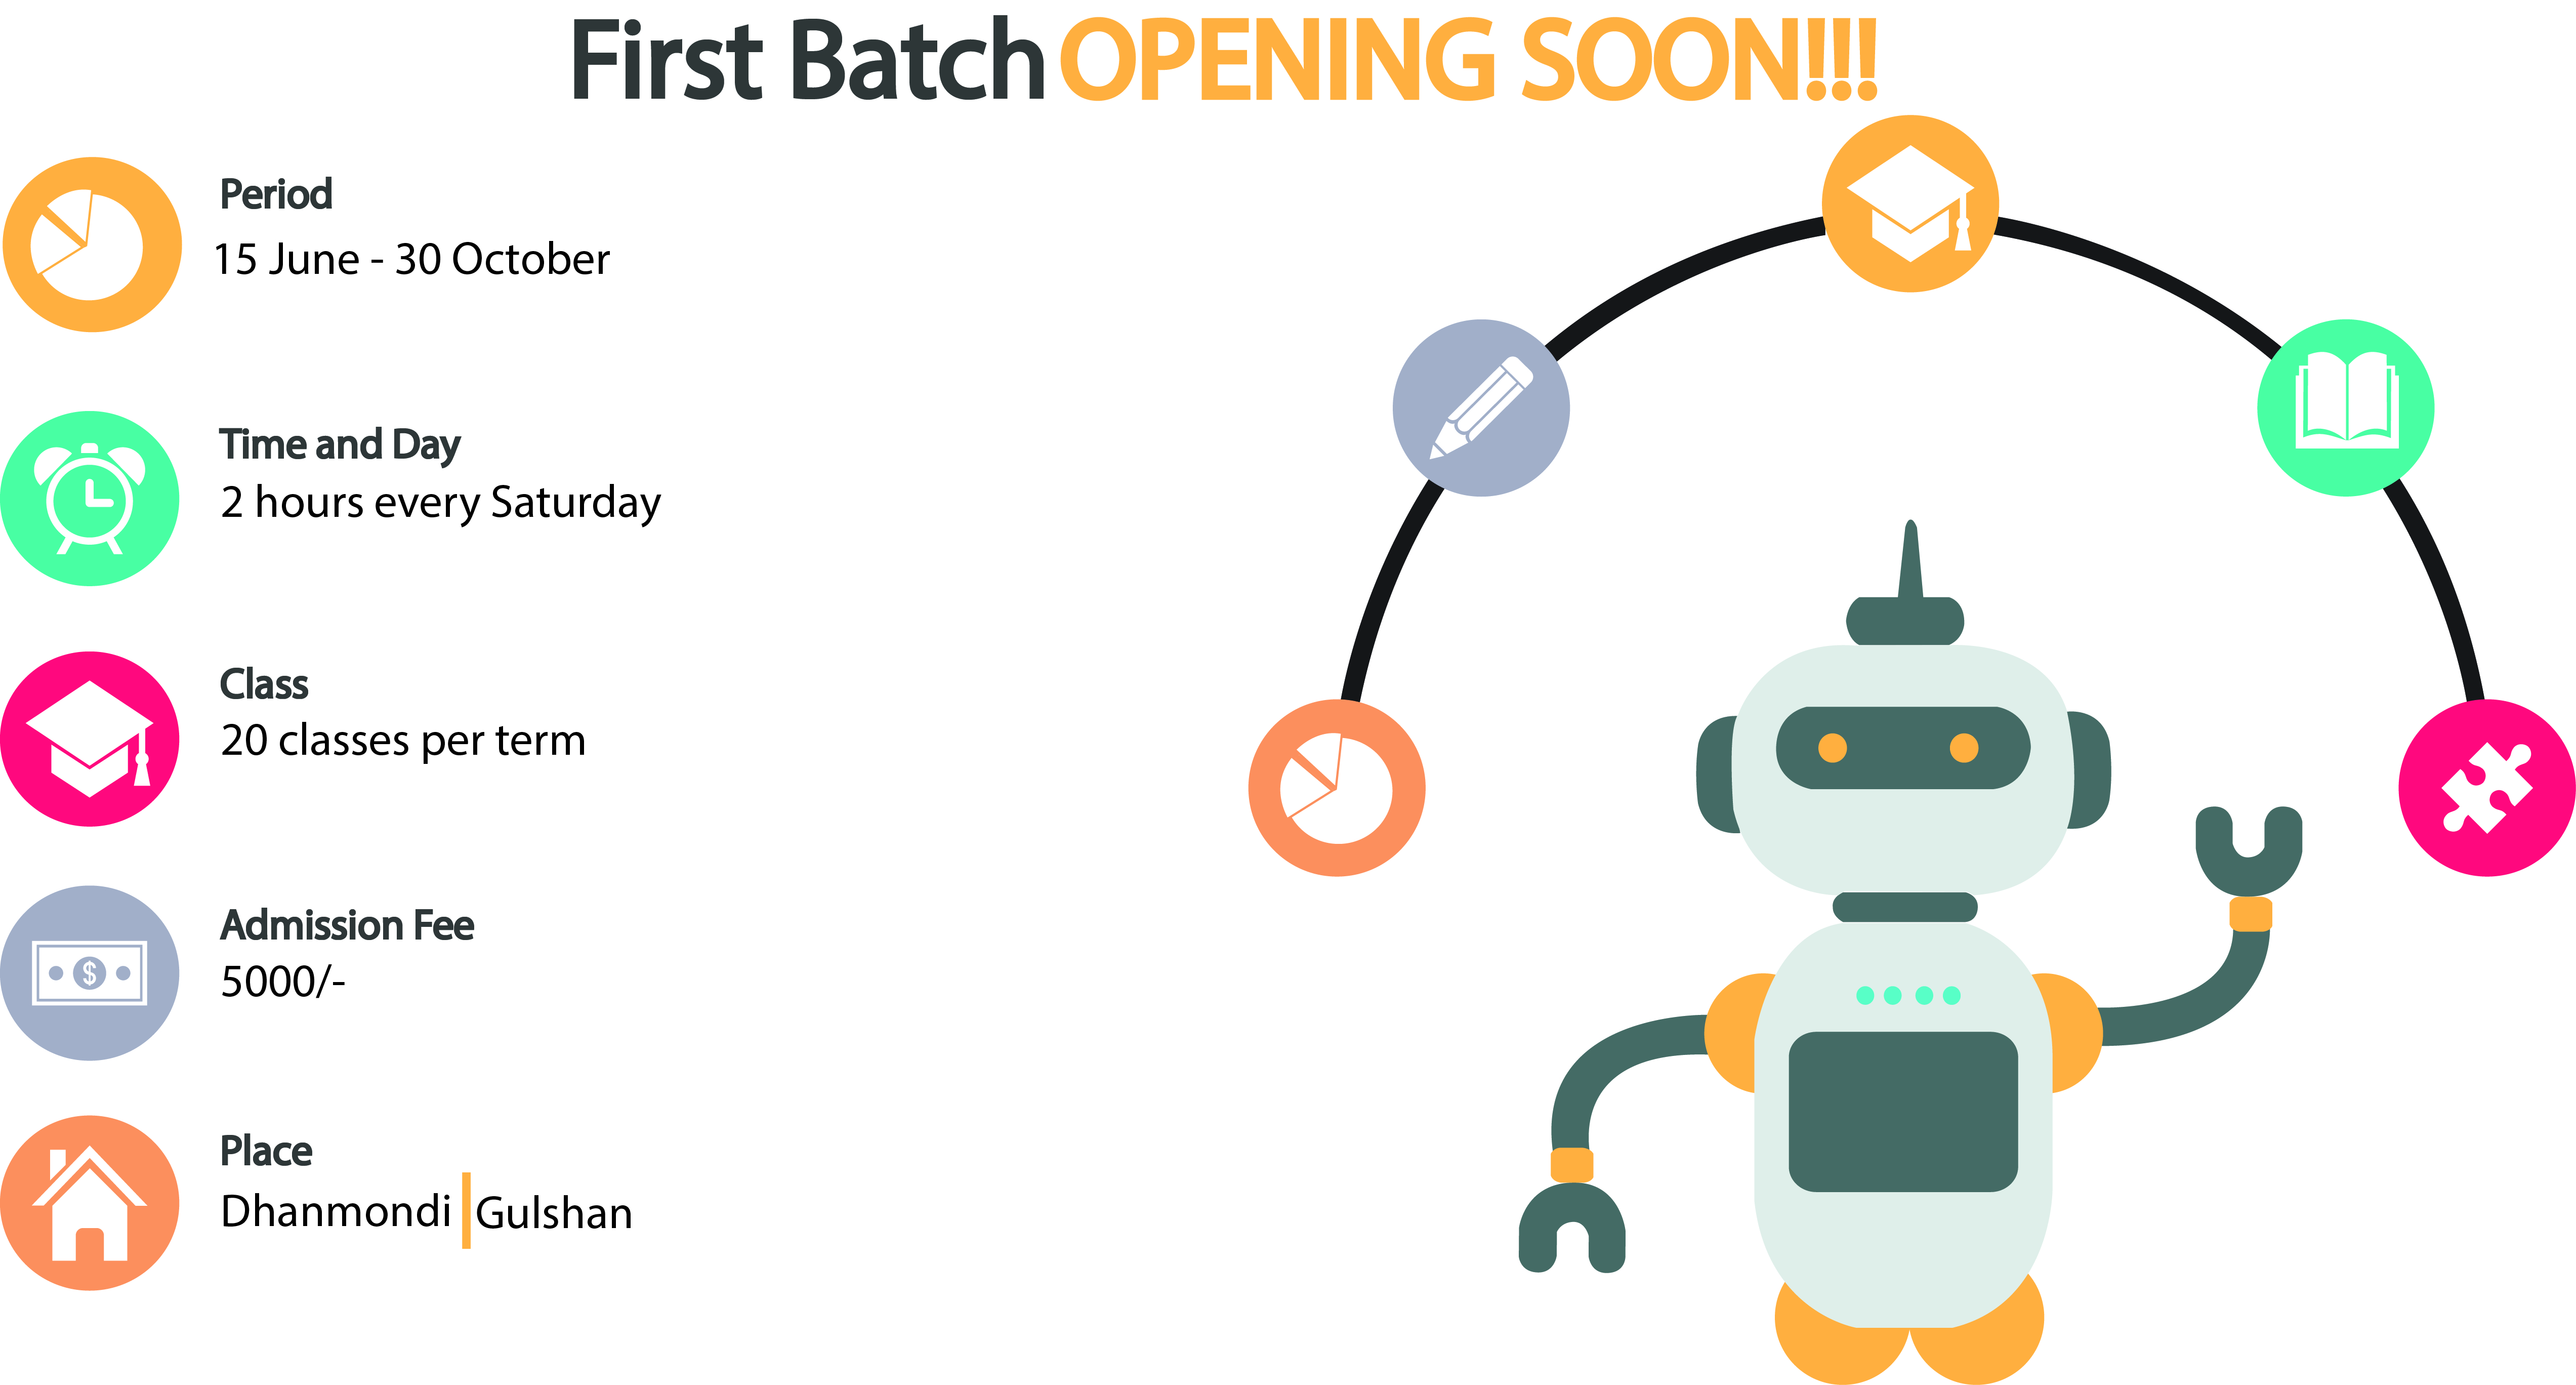 First Batch OPENING SOON!!!
Period
15 June - 30 October
Time and Day
2 hours every Saturday
Class
20 classes per term
Admission Fee
$
5000/-
Place
Dhanmondi Gulshan